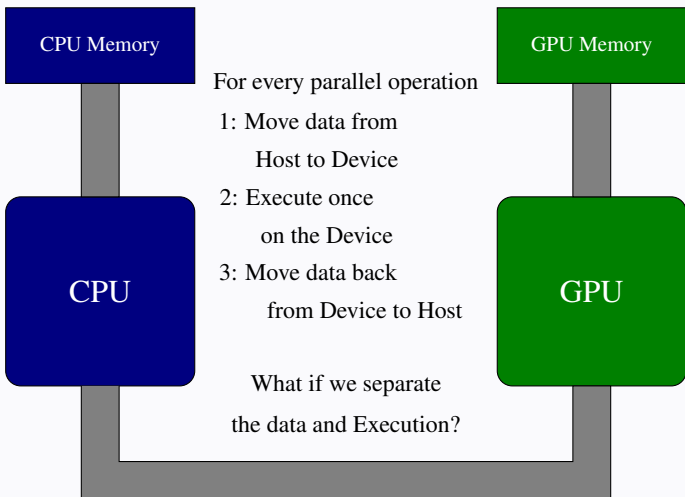 CPU Memory
GPU Memory
For every parallel operation
1: Move data from
Host to Device
2: Execute once
on the Device
3: Move data back
from Device to Host
CPU
GPU
What if we separate
the data and Execution?